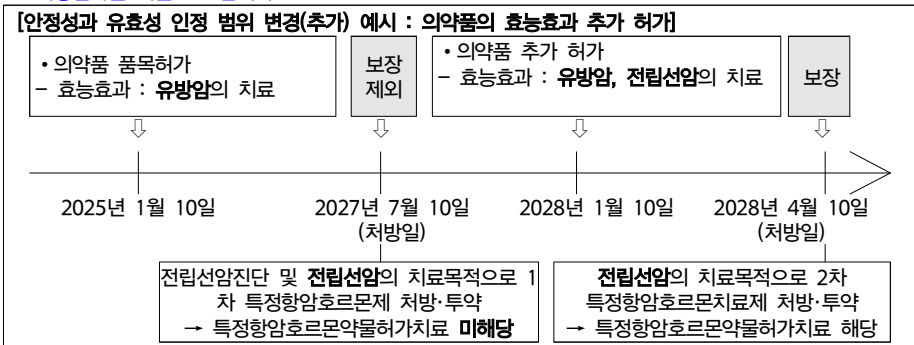 [안정성과 유효성 인정 범위 변경(추가) 예시 : 의약품의 효능효과 추가 허가]
• 의약품 품목허가
- 효능효과 : 유방암의 치료
보장
제외
• 의약품 추가 허가
- 효능효과 : 유방암, 전립선암의 치료
보장
2025년 1월 10일
2027년 7월 10일
(처방일)
2028년 1월 10일
2028년 4월 10일
(처방일)
전립선암진단 및 전립선암의 치료목적으로 1
차 특정항암호르몬제 처방·투약
→ 특정항암호르몬약물허가치료 미해당
전립선암의 치료목적으로 2차
특정항암호르몬치료제 처방·투약
→ 특정항암호르몬약물허가치료 해당